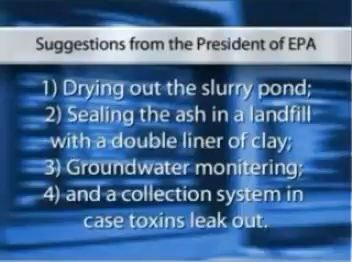 Suggestions from the President of EPA
1) Drying out the slurry pond;
2) Sealing the ash in a landfill
with a double liner of clay;
3) Groundwater monitering;
4) and a collection system in
case toxins leak out.